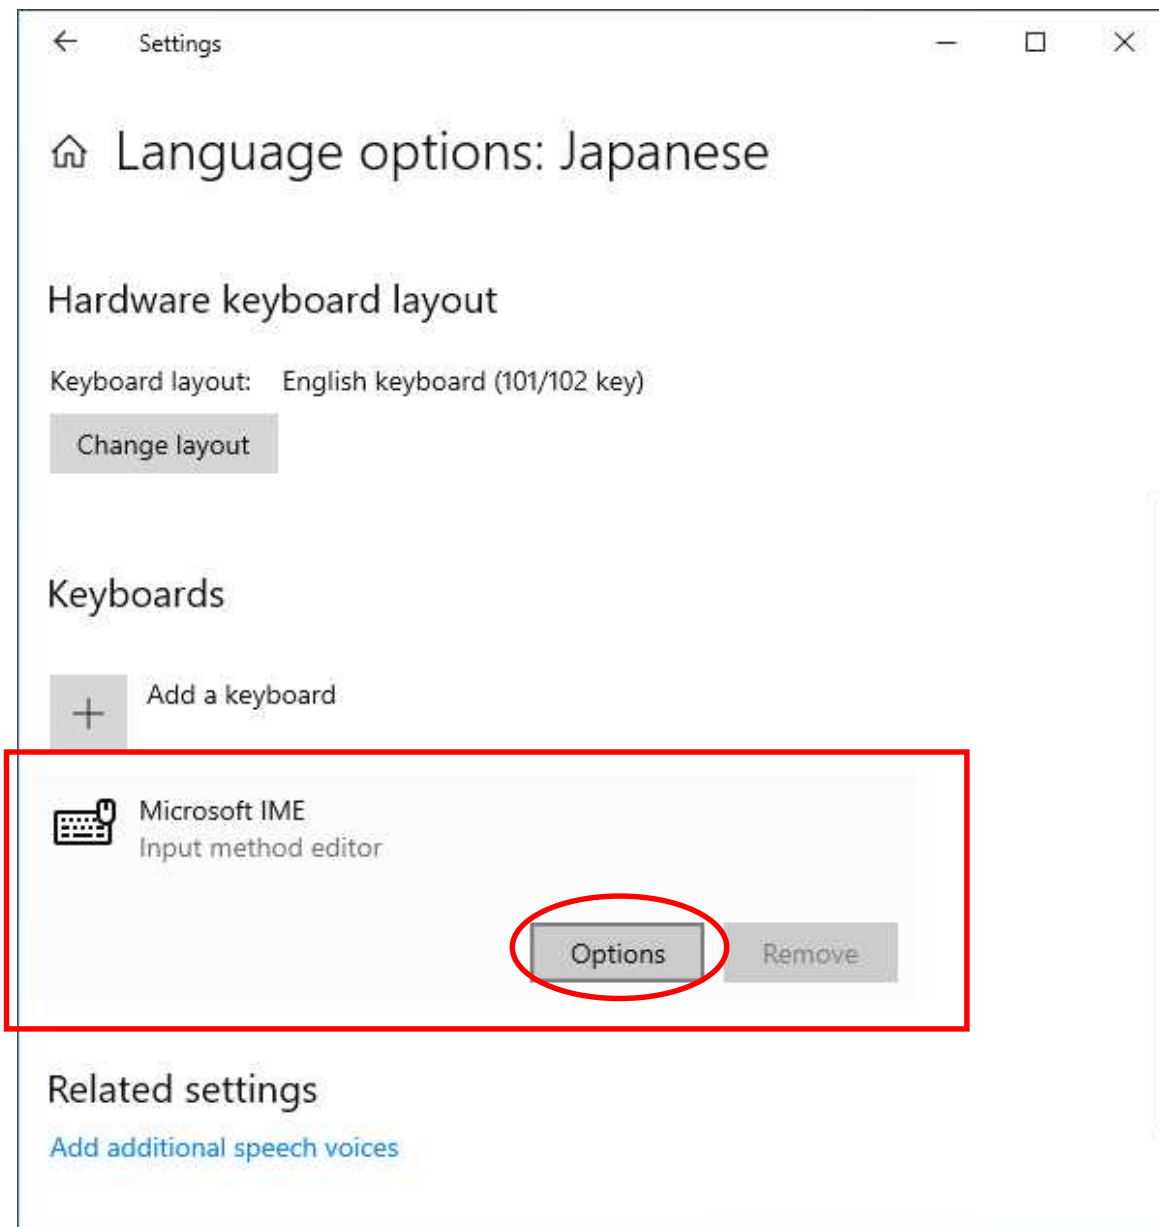 Settings
Language options: Japanese
Hardware keyboard layout
Keyboard layout: English keyboard (101/102 key)
Change layout
Keyboards
Add a keyboard
Microsoft IME
Input method editor
Options Remove
Related settings
Add additional speech voices